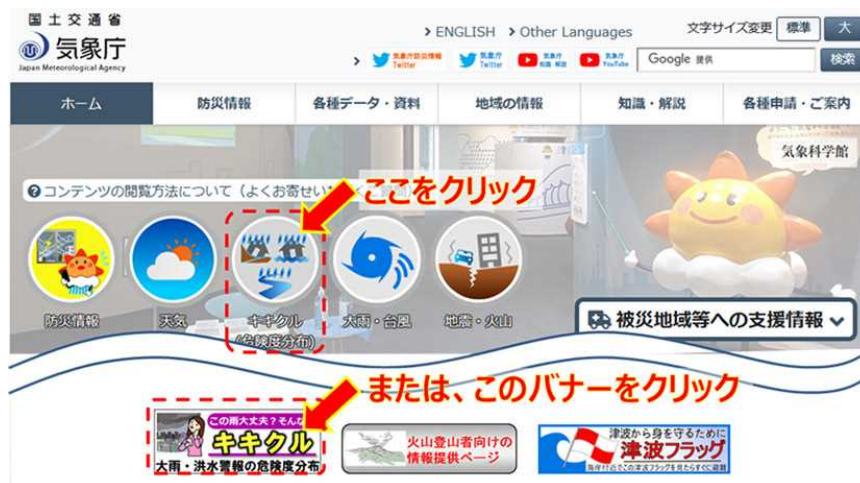 国土交通省
気象庁
Japan Meteorological Agency
ENGLISH Other Languages
文字サイズ変更 標準 大
気象庁防災情報 Twitter
気象庁 Twitter
気象庁 YouTube
Google 提供
検索
ホーム 防災情報 各種データ・資料 地域の情報 知識・解説 各種申請・ご案内
気象科学館
コンテンツの閲覧方法について（よくお寄せい
ここをクリック
防災情報 天気 キキクル 大雨・台風 地震・火山
(危険度分布)
被災地域等への支援情報
または、このバナーをクリック
この雨大丈夫？そんな
キキクル
大雨・洪水警報の危険度分布
火山登山者向けの
情報提供ページ
津波から身を守るために
津波フラッグ